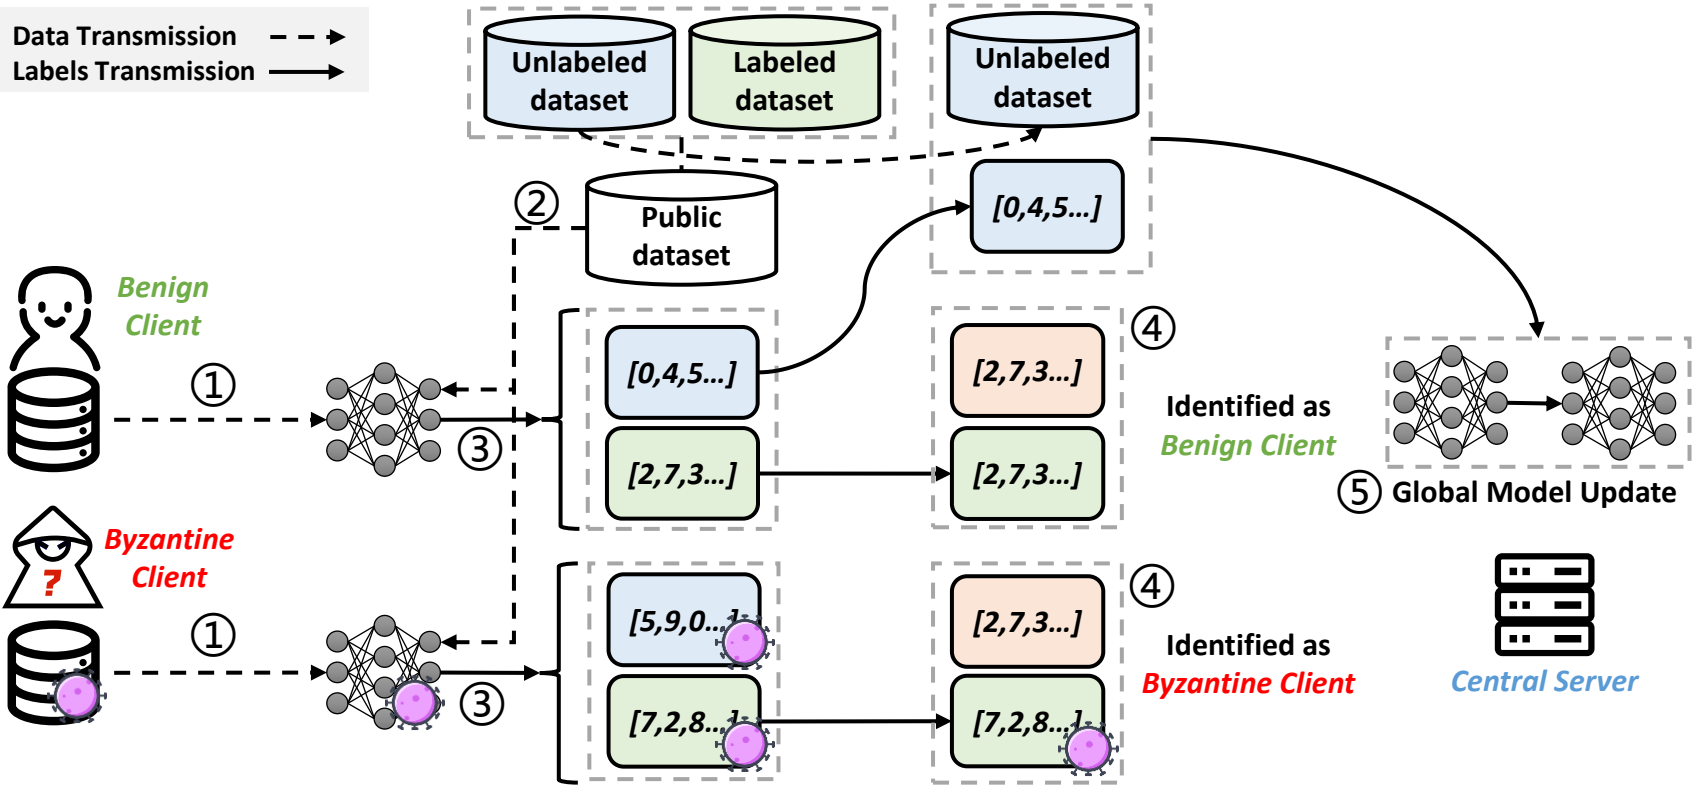 Data Transmission
Labels Transmission
Unlabeled
dataset
Labeled
dataset
Unlabeled
dataset
②
Public
dataset
[0,4,5...]
Benign
Client
①
③
[0,4,5...]
[2,7,3...]
[2,7,3...]
[2,7,3...]
④
Identified as
Benign Client
⑤ Global Model Update
Byzantine
Client
?
①
③
[5,9,0...]
[7,2,8...]
[2,7,3...]
[7,2,8...]
④
Identified as
Byzantine Client
Central Server